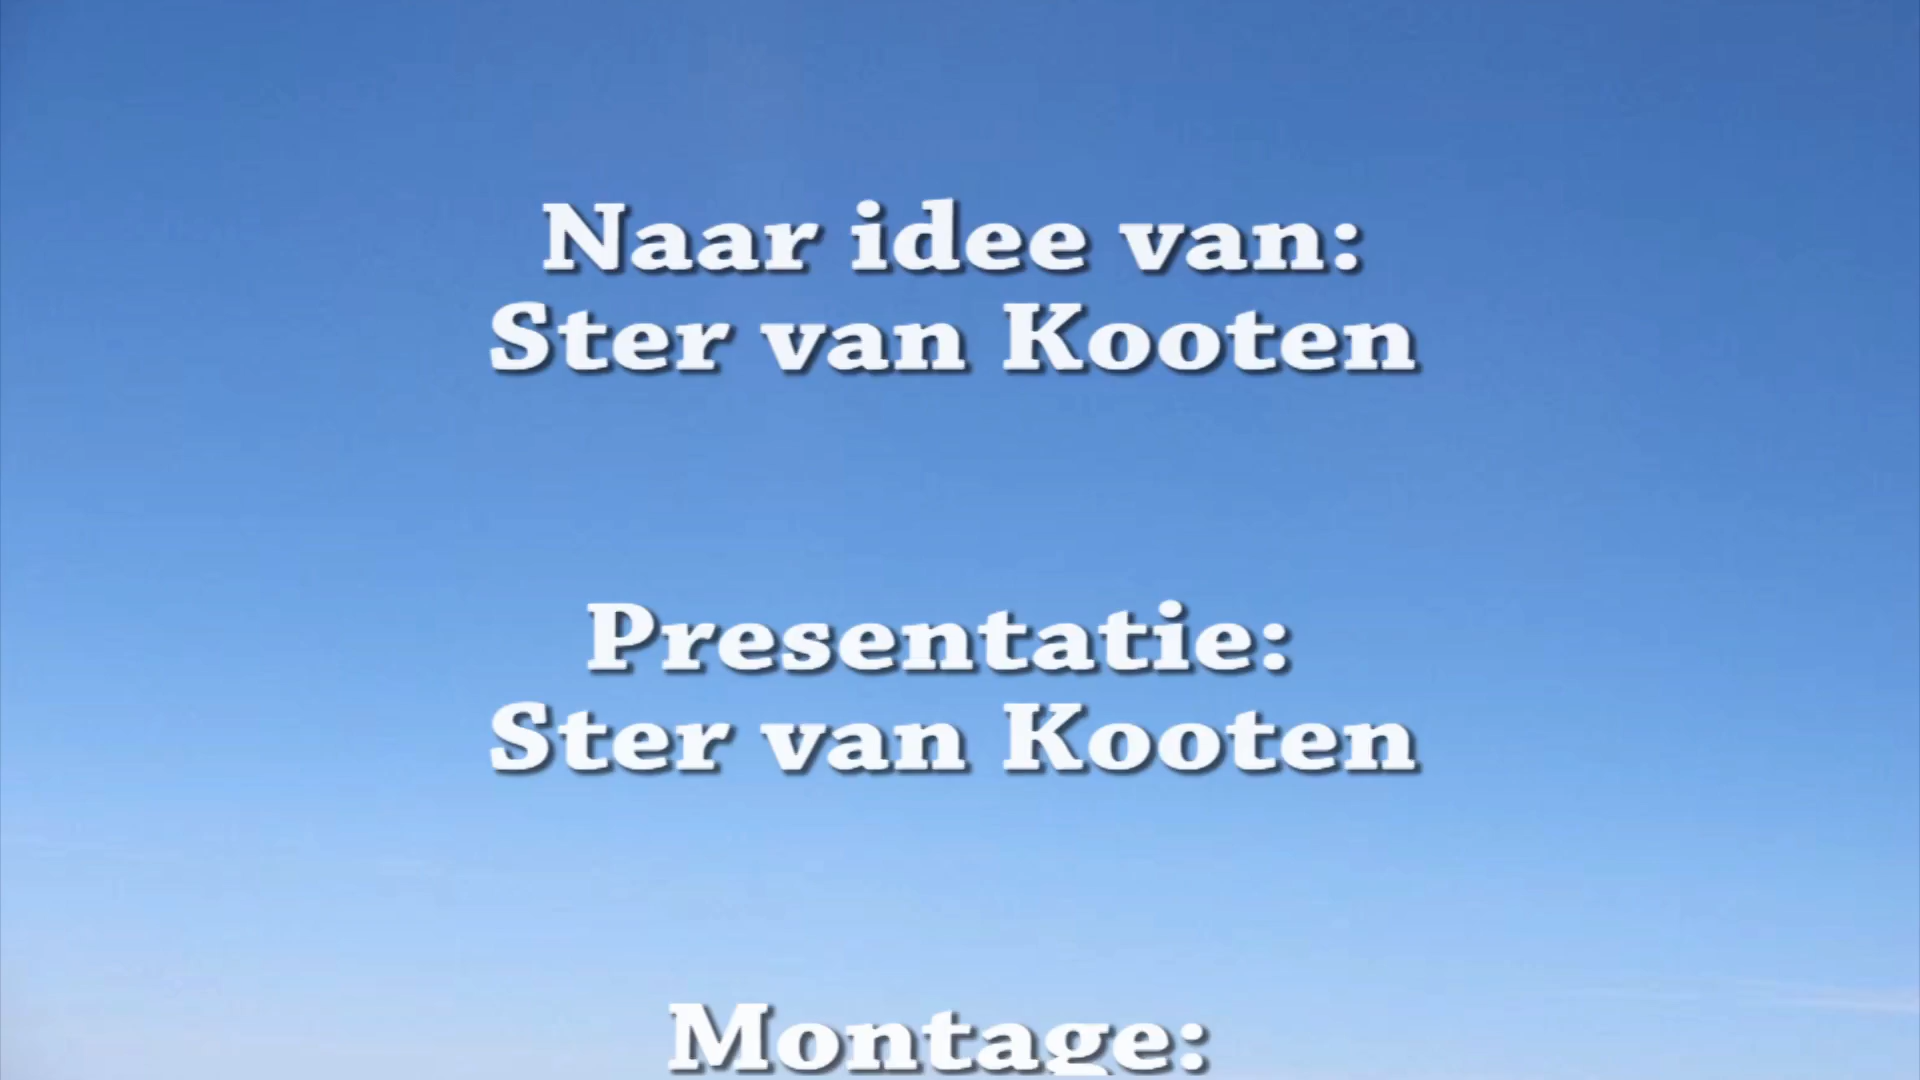 Naar idee van:
Ster van Kooten
Presentatie:
Ster van Kooten
Montage: